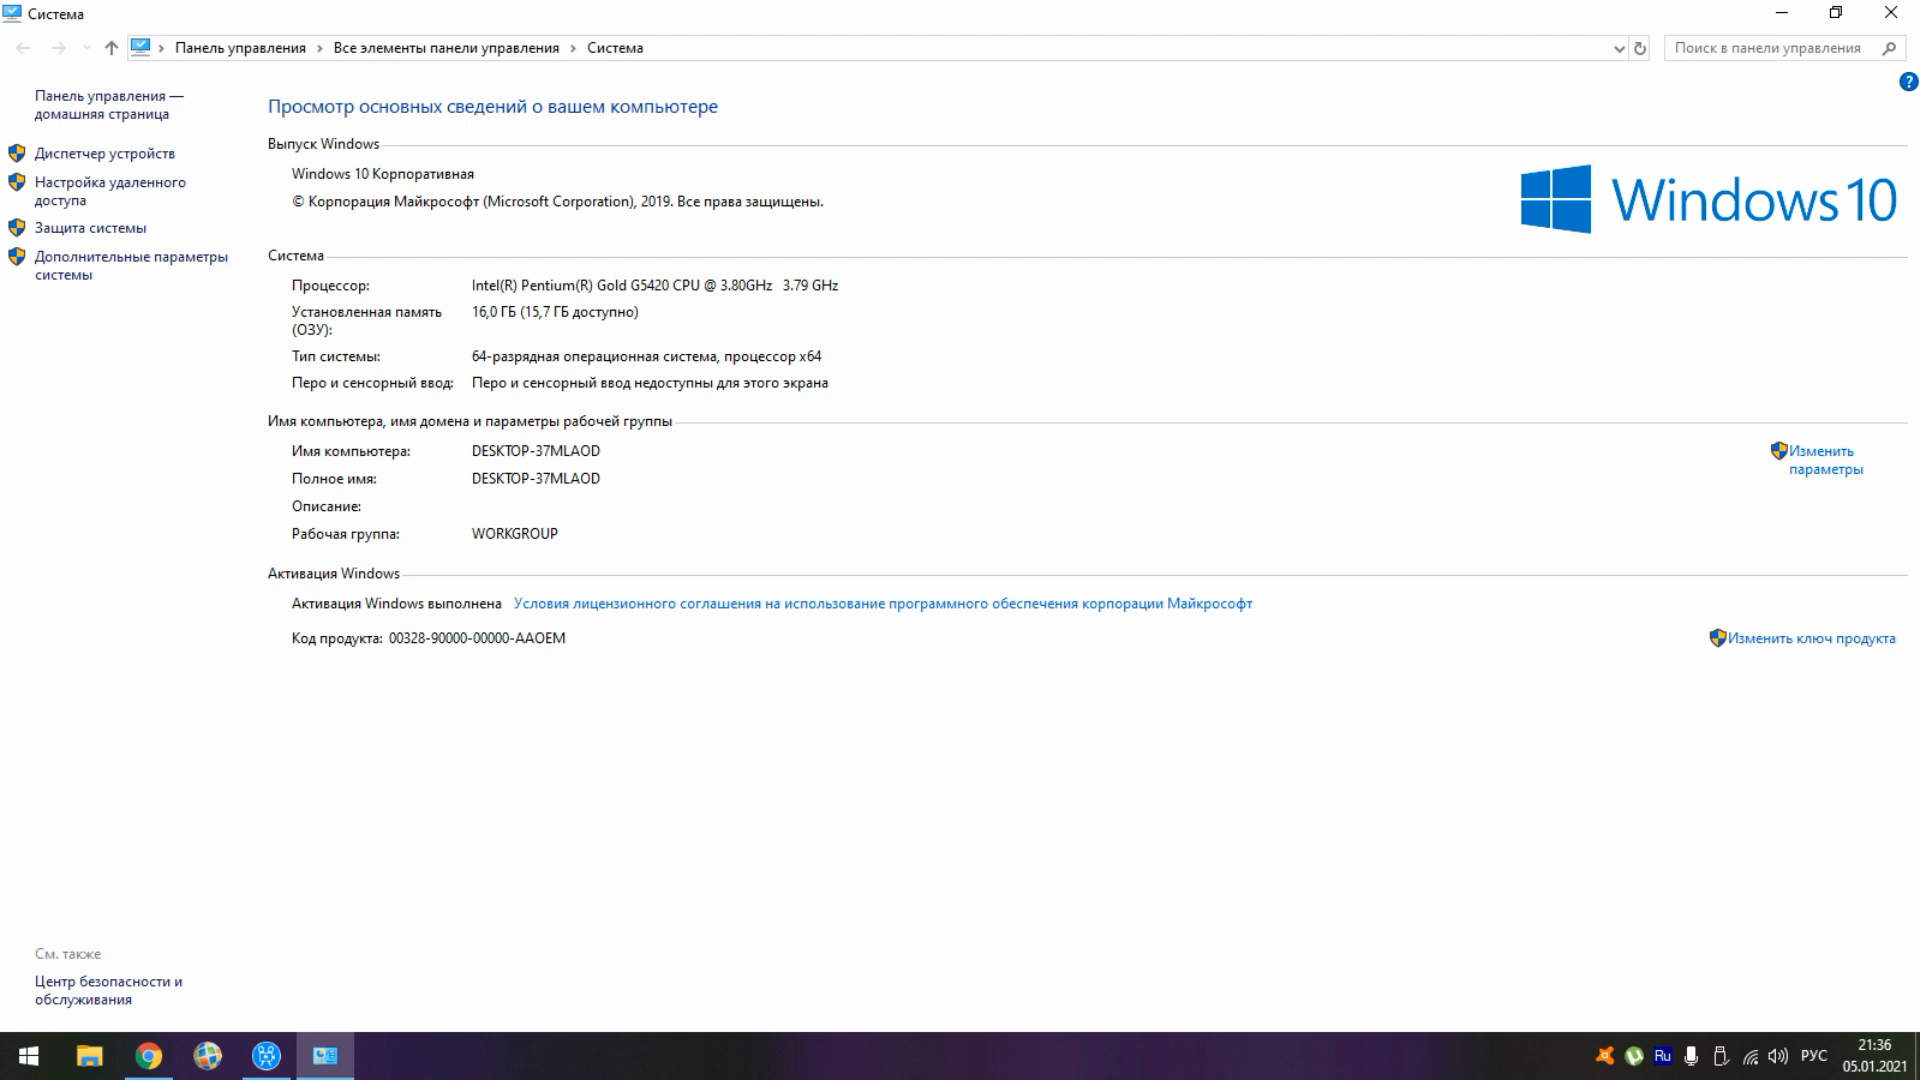 Система
Панель управления › Все элементы панели управления › Система
Поиск в панели управления
?
Панель управления —
домашняя страница
Диспетчер устройств
Настройка удаленного
доступа
Защита системы
Дополнительные параметры
системы
Просмотр основных сведений о вашем компьютере
Выпуск Windows
Windows 10 Корпоративная
© Корпорация Майкрософт (Microsoft Corporation), 2019. Все права защищены.
Windows 10
Система
Процессор: Intel(R) Pentium(R) Gold G5420 CPU @ 3.80GHz 3.79 GHz
Установленная память
(ОЗУ): 16,0 ГБ (15,7 ГБ доступно)
Тип системы: 64-разрядная операционная система, процессор x64
Перо и сенсорный ввод: Перо и сенсорный ввод недоступны для этого экрана
Имя компьютера, имя домена и параметры рабочей группы
Имя компьютера: DESKTOP-37MLAOD
Изменить
параметры
Полное имя: DESKTOP-37MLAOD
Описание:
Рабочая группа: WORKGROUP
Активация Windows
Активация Windows выполнена Условия лицензионного соглашения на использование программного обеспечения корпорации Майкрософт
Код продукта: 00328-90000-00000-AAOEM
Изменить ключ продукта
См. также
Центр безопасности и
обслуживания
Ru
РУС
21:36
05.01.2021